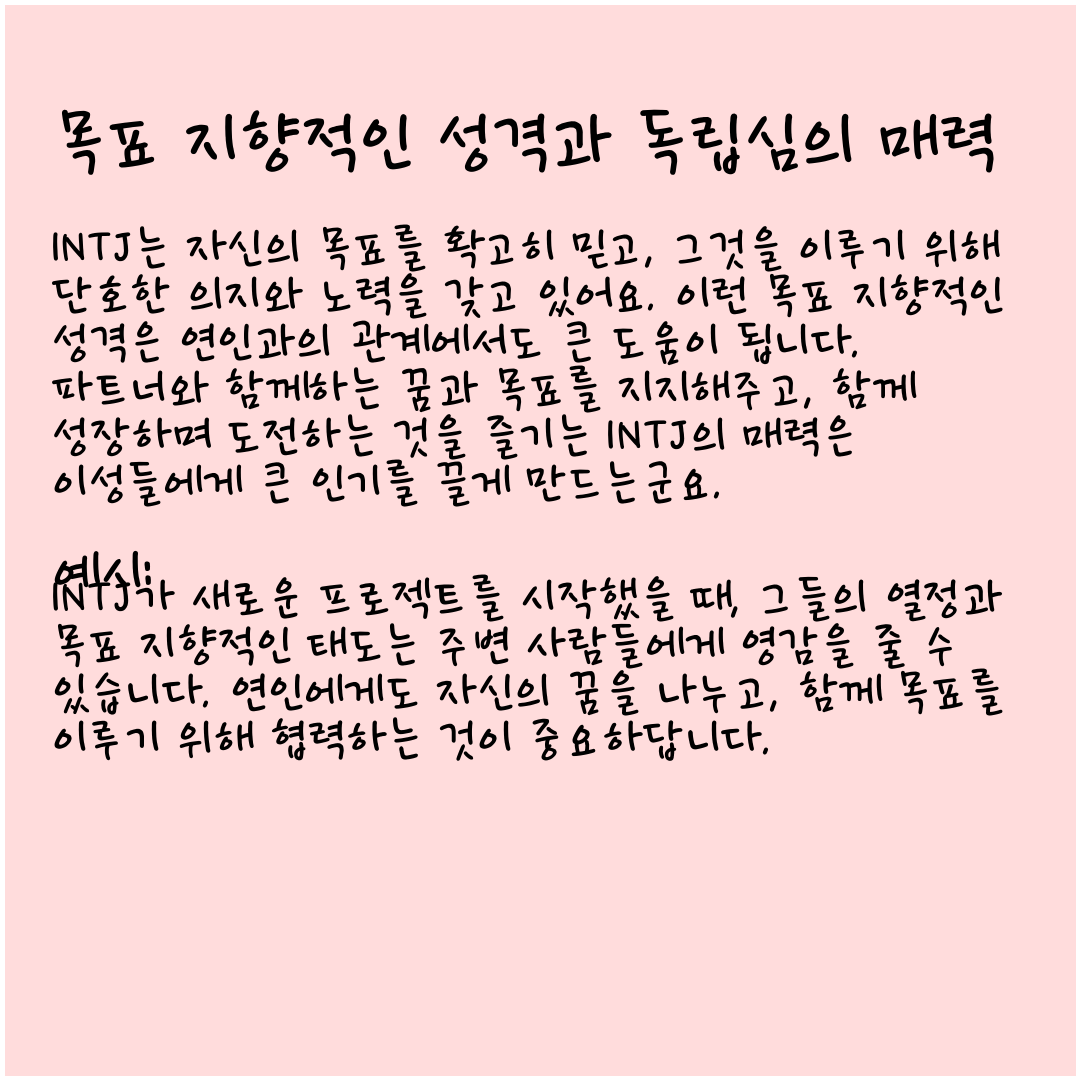 목표 지향적인 성격과 독립심의 매력
INTJ는 자신의 목표를 확고히 믿고, 그것을 이루기 위해
단호한 의지와 노력을 갖고 있어요. 이런 목표 지향적인
성격은 연인과의 관계에서도 큰 도움이 됩니다.
파트너와 함께하는 꿈과 목표를 지지해주고, 함께
성장하며 도전하는 것을 즐기는 INTJ의 매력은
이성들에게 큰 인기를 끌게 만드는군요.
예시:
INTJ가 새로운 프로젝트를 시작했을 때, 그들의 열정과
목표 지향적인 태도는 주변 사람들에게 영감을 줄 수
있습니다. 연인에게도 자신의 꿈을 나누고, 함께 목표를
이루기 위해 협력하는 것이 중요하답니다.